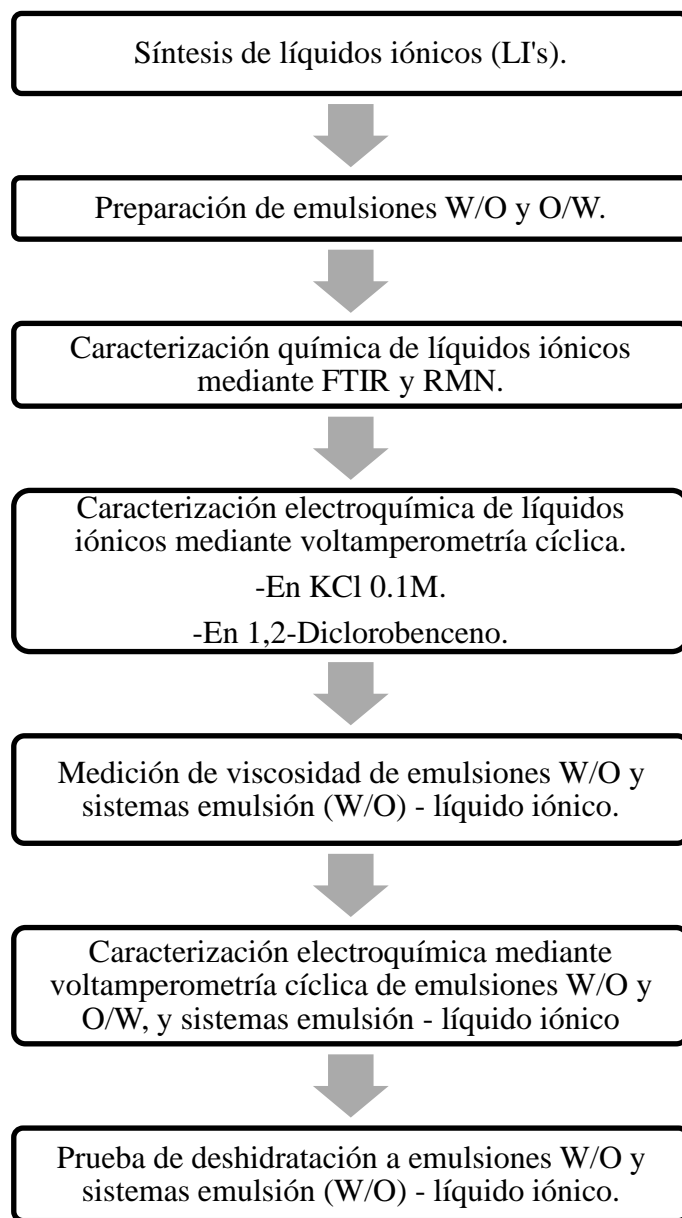 Síntesis de líquidos iónicos (LI's).
Preparación de emulsiones W/O y O/W.
Caracterización química de líquidos iónicos
mediante FTIR y RMN.
Caracterización electroquímica de líquidos
iónicos mediante voltamperometría cíclica.
-En KCl 0.1M.
-En 1,2-Diclorobenceno.
Medición de viscosidad de emulsiones W/O y
sistemas emulsión (W/O) - líquido iónico.
Caracterización electroquímica mediante
voltamperometría cíclica de emulsiones W/O y
O/W, y sistemas emulsión - líquido iónico
Prueba de deshidratación a emulsiones W/O y
sistemas emulsión (W/O) - líquido iónico.